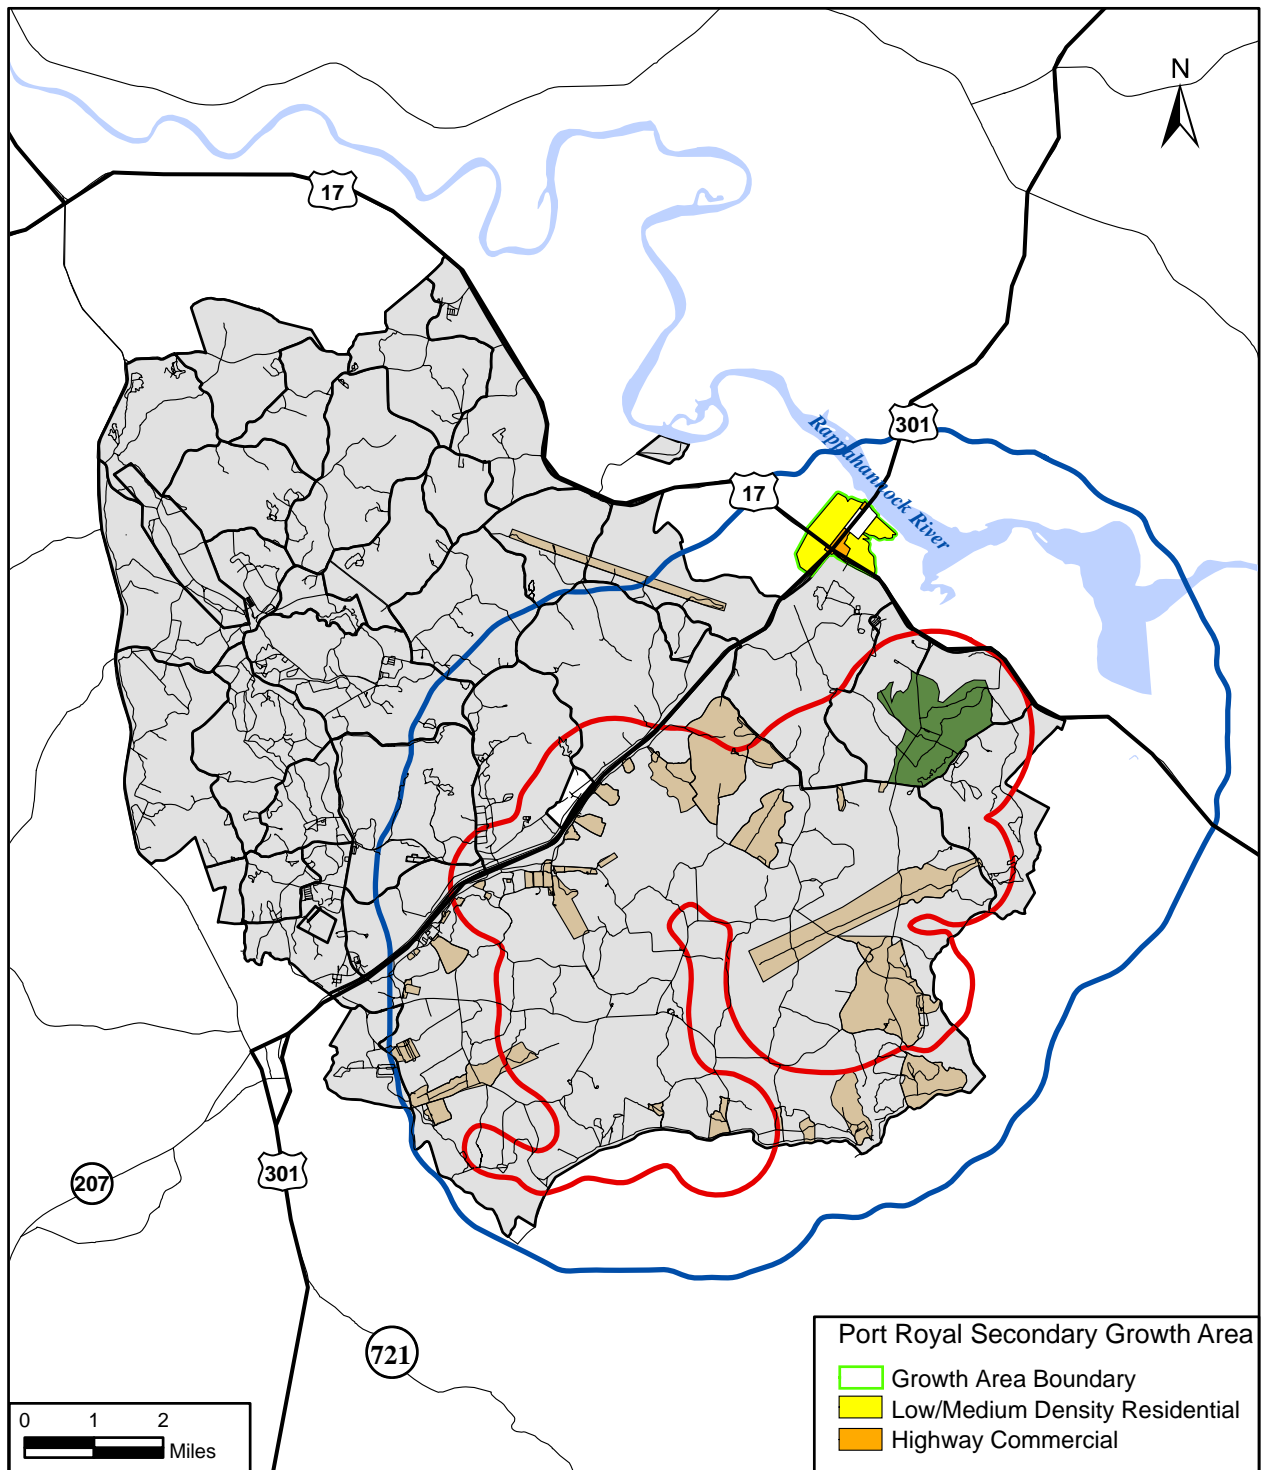 N
17
301
17
Rappahannock River
207
301
721
Port Royal Secondary Growth Area
Growth Area Boundary
Low/Medium Density Residential
Highway Commercial
0 1 2
Miles